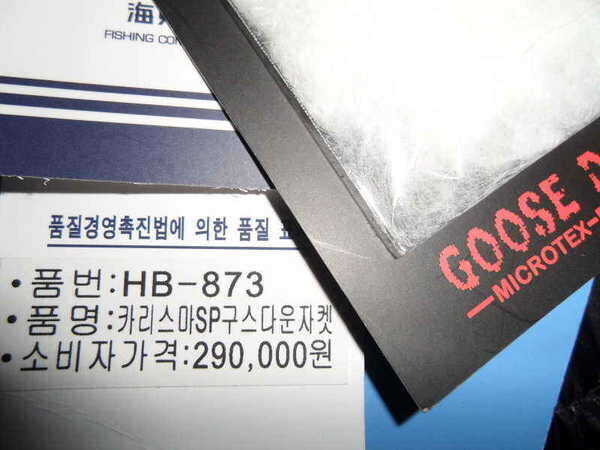 海
FISHING
품질경영촉진법에 의한 품질
•품번:HB-873
•품명:카리스마SP구스다운자켓
•소비자가격:290,000원
GOOSE
MICROTEX-